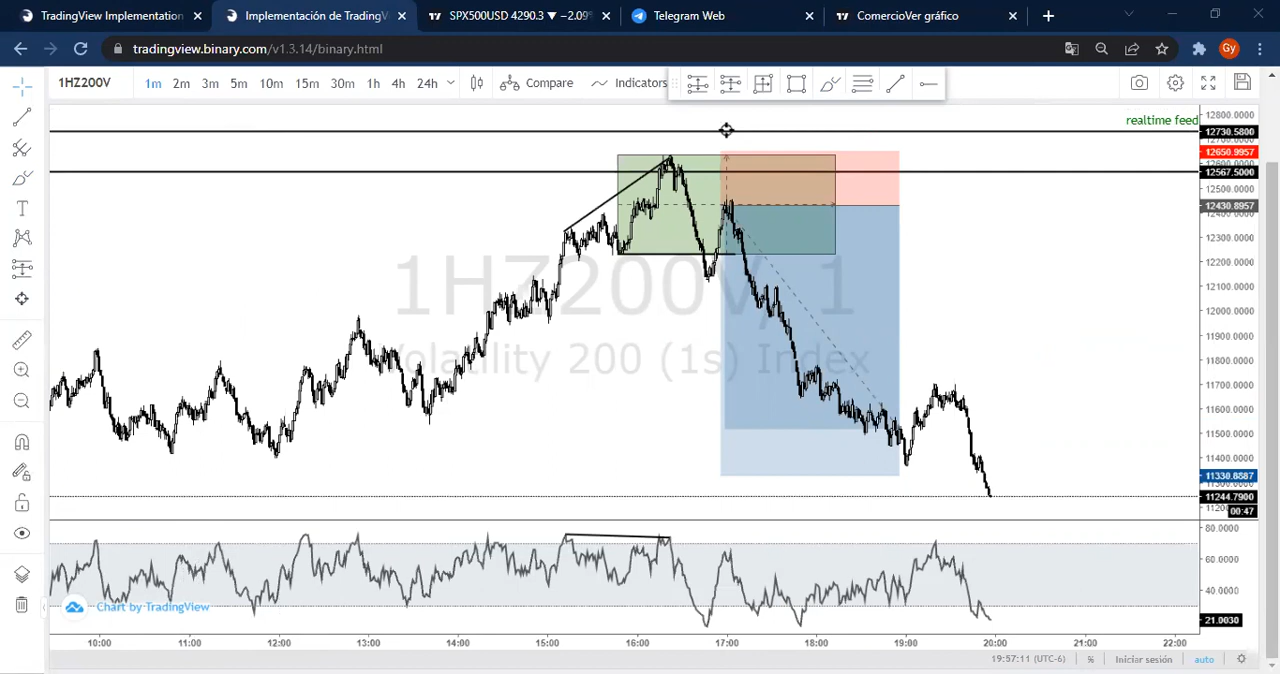 TradingView Implementation
Implementación de TradingV
SPX500USD 4290.3 ▼ −2.09%
Telegram Web
ComercioVer gráfico
tradingview.binary.com/v1.3.14/binary.html
Gy
1HZ200V
1m 2m 3m 5m 10m 15m 30m 1h 4h 24h
Compare
Indicators
realtime feed
12800.0000
12730.5800
12650.9957
12567.5000
12500.0000
12430.8957
12300.0000
12200.0000
12100.0000
12000.0000
11900.0000
11800.0000
11700.0000
11600.0000
11500.0000
11400.0000
11330.8887
11244.7900
00:47
1HZ200V, 1
Volatility 200 (1s) Index
80.0000
60.0000
40.0000
21.0030
Chart by TradingView
10:00 11:00 12:00 13:00 14:00 15:00 16:00 17:00 18:00 19:00 20:00 21:00 22:00
19:57:11 (UTC-6) % Iniciar sesión auto